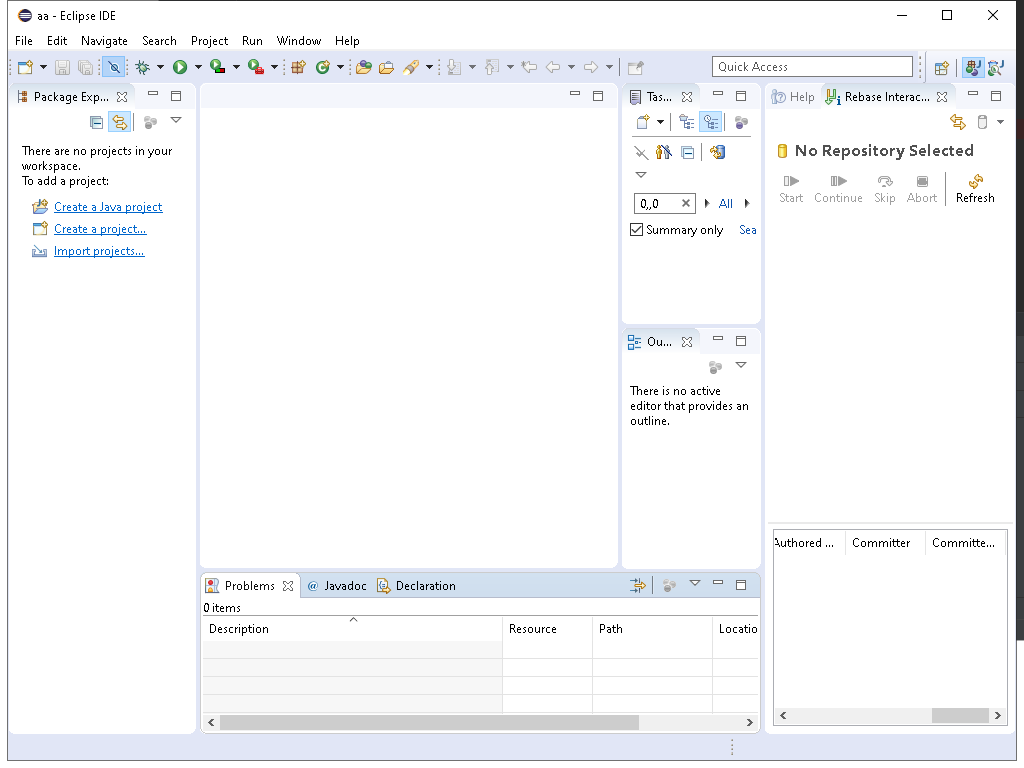 aa - Eclipse IDE
File Edit Navigate Search Project Run Window Help
Quick Access
Package Exp...
There are no projects in your
workspace.
To add a project:
Create a Java project
Create a project...
Import projects...
Tas...
0,,0
All
Summary only Sea
Ou...
There is no active
editor that provides an
outline.
Help Rebase Interac...
No Repository Selected
Start Continue Skip Abort Refresh
Authored ... Committer Committe...
Problems @ Javadoc Declaration
0 items
Description Resource Path Locatio